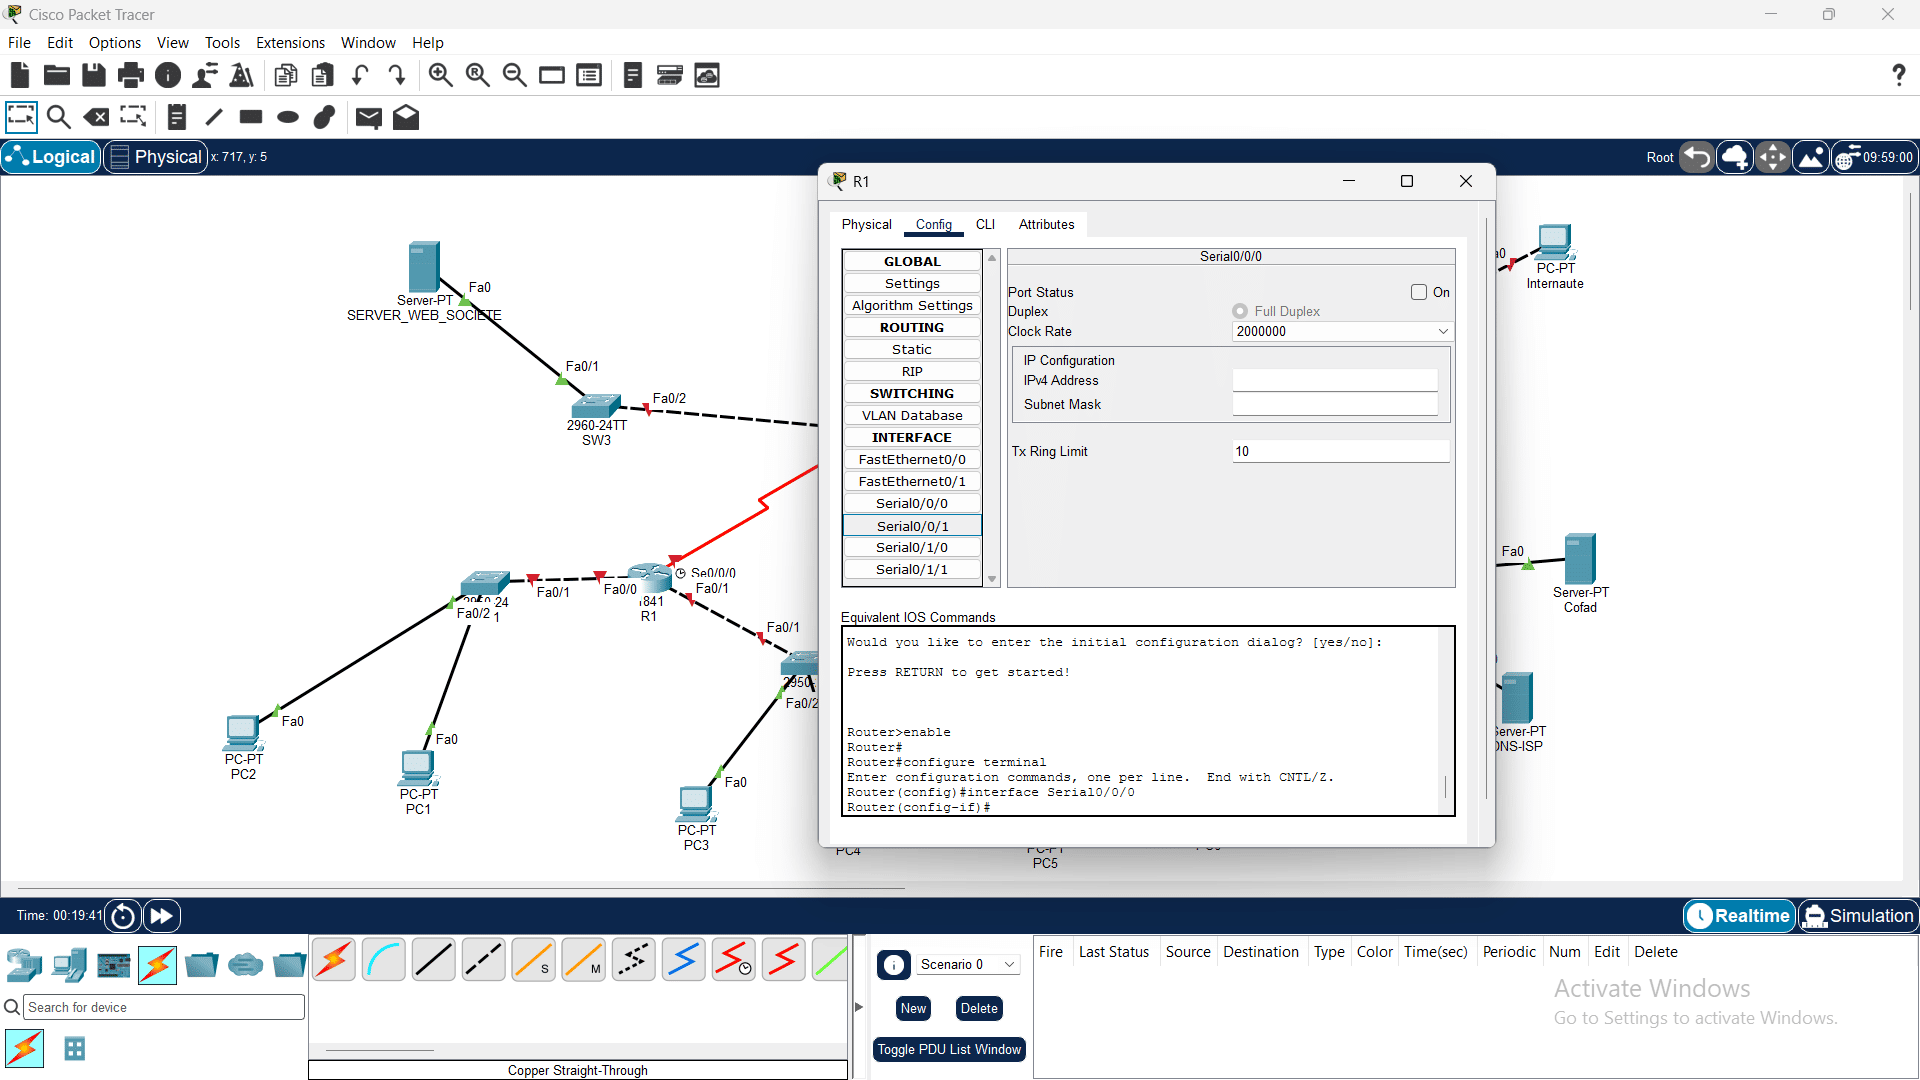 Cisco Packet Tracer
File Edit Options View Tools Extensions Window Help
Logical Physical x: 717, y: 5
Root 09:59:00
R1
Physical Config CLI Attributes
GLOBAL
Settings
Algorithm Settings
ROUTING
Static
RIP
SWITCHING
VLAN Database
INTERFACE
FastEthernet0/0
FastEthernet0/1
Serial0/0/0
Serial0/0/1
Serial0/1/0
Serial0/1/1
Serial0/0/0
Port Status On
Duplex Full Duplex
Clock Rate 2000000
IP Configuration
IPv4 Address
Subnet Mask
Tx Ring Limit 10
Equivalent IOS Commands
Would you like to enter the initial configuration dialog? [yes/no]:
Press RETURN to get started!
Router>enable
Router#
Router#configure terminal
Enter configuration commands, one per line. End with CNTL/Z.
Router(config)#interface Serial0/0/0
Router(config-if)#
Fa0
Server-PT
SERVER_WEB_SOCIETE
Fa0/1
Fa0/2
2960-24TT
SW3
PC-PT
Internaute
Se0/0/0
Fa0/1
Fa0/0
Fa0/1
1841
R1
Fa0/2
Fa0/1
Fa0/2
Fa0
Server-PT
Cofad
Server-PT
DNS-ISP
Fa0
PC-PT
PC2
Fa0
PC-PT
PC1
Fa0
PC-PT
PC3
PC4
PC-PT
PC5
Time: 00:19:41
Realtime Simulation
Search for device
S
M
Copper Straight-Through
Scenario 0
New Delete
Toggle PDU List Window
Fire Last Status Source Destination Type Color Time(sec) Periodic Num Edit Delete
Activate Windows
Go to Settings to activate Windows.